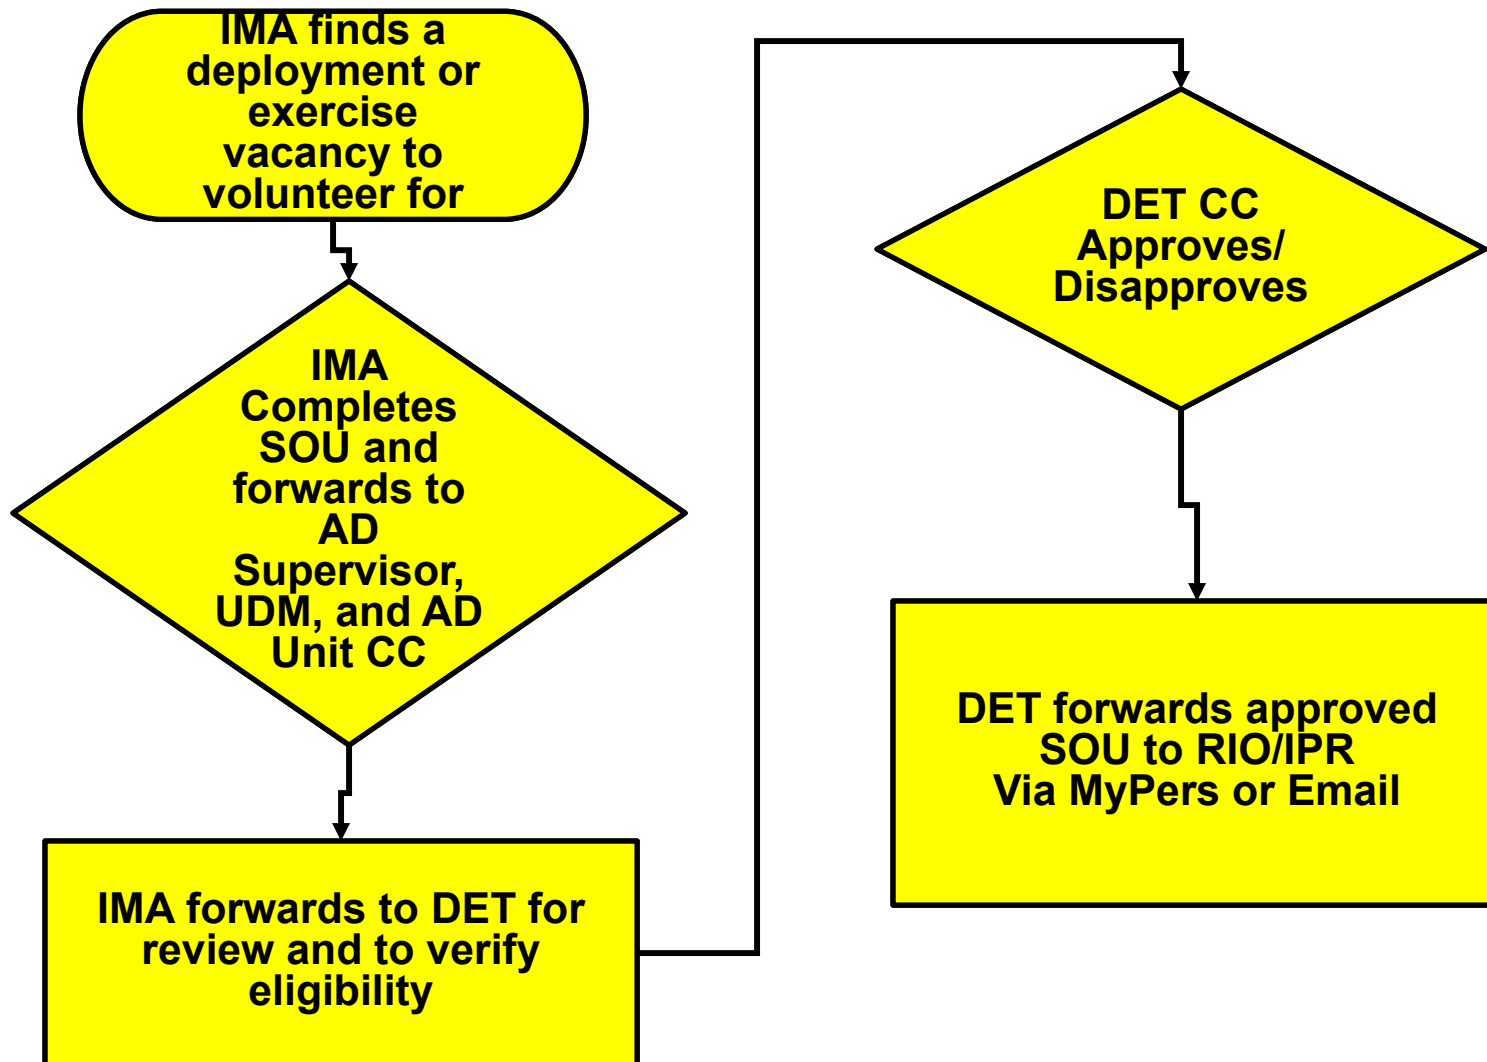 IMA finds a
deployment or
exercise
vacancy to
volunteer for
IMA
Completes
SOU and
forwards to
AD
Supervisor,
UDM, and AD
Unit CC
IMA forwards to DET for
review and to verify
eligibility
DET CC
Approves/
Disapproves
DET forwards approved
SOU to RIO/IPR
Via MyPers or Email